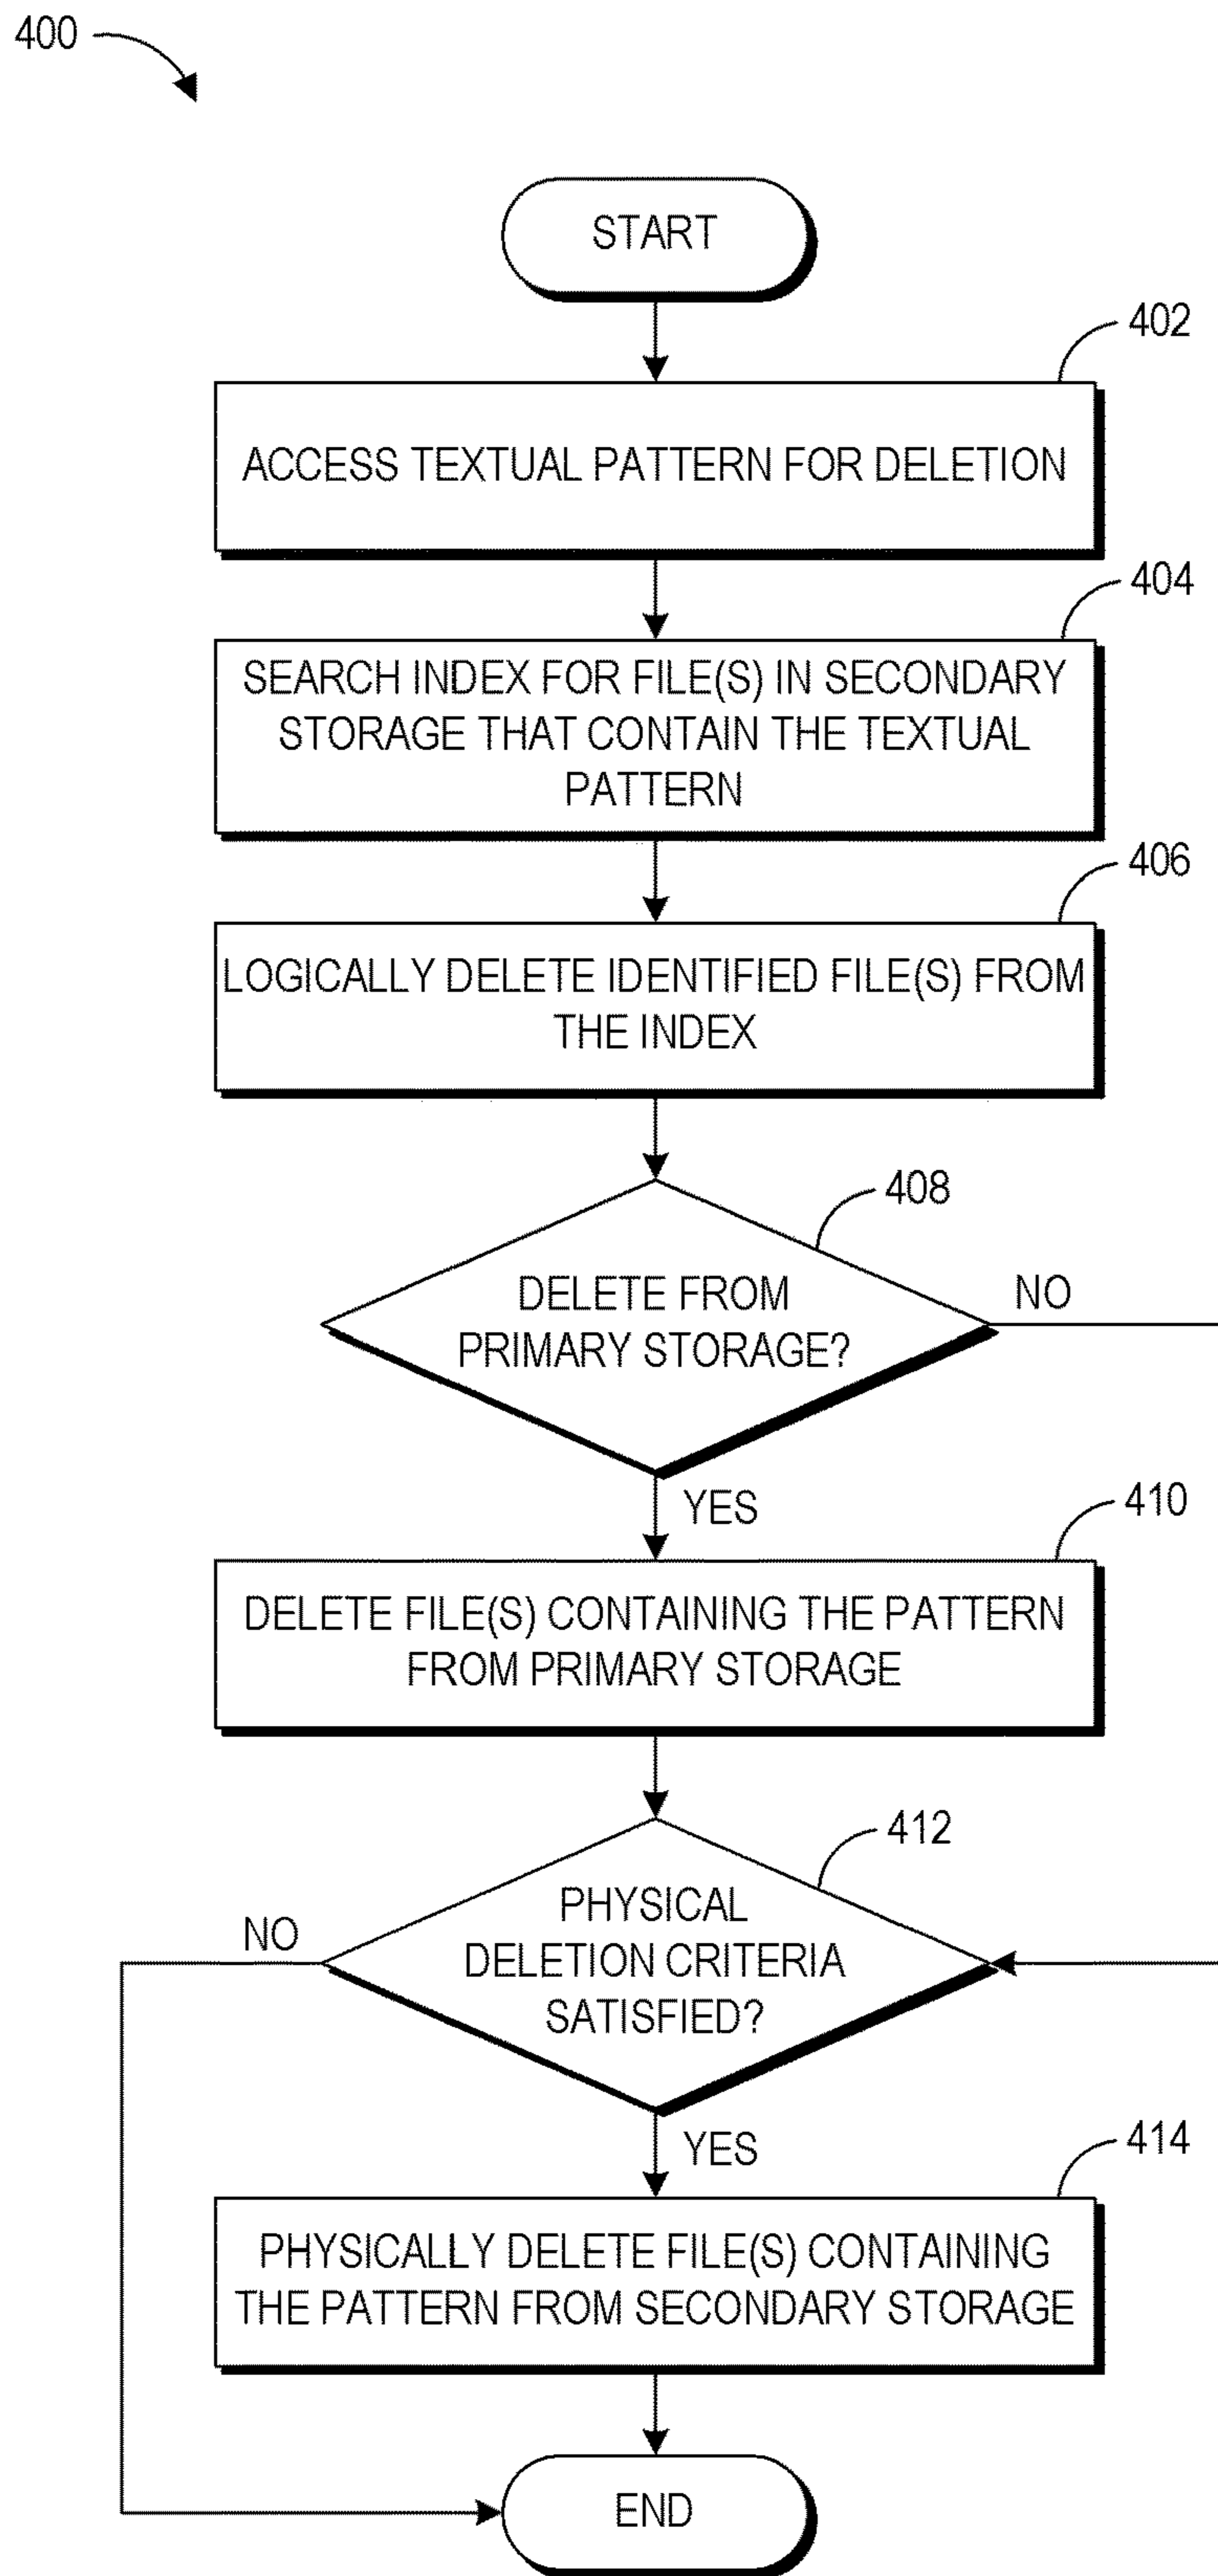 400
START
402
ACCESS TEXTUAL PATTERN FOR DELETION
404
SEARCH INDEX FOR FILE(S) IN SECONDARY
STORAGE THAT CONTAIN THE TEXTUAL
PATTERN
406
LOGICALLY DELETE IDENTIFIED FILE(S) FROM
THE INDEX
408
DELETE FROM
PRIMARY STORAGE?
NO
YES
410
DELETE FILE(S) CONTAINING THE PATTERN
FROM PRIMARY STORAGE
412
PHYSICAL
DELETION CRITERIA
SATISFIED?
NO
YES
414
PHYSICALLY DELETE FILE(S) CONTAINING
THE PATTERN FROM SECONDARY STORAGE
END